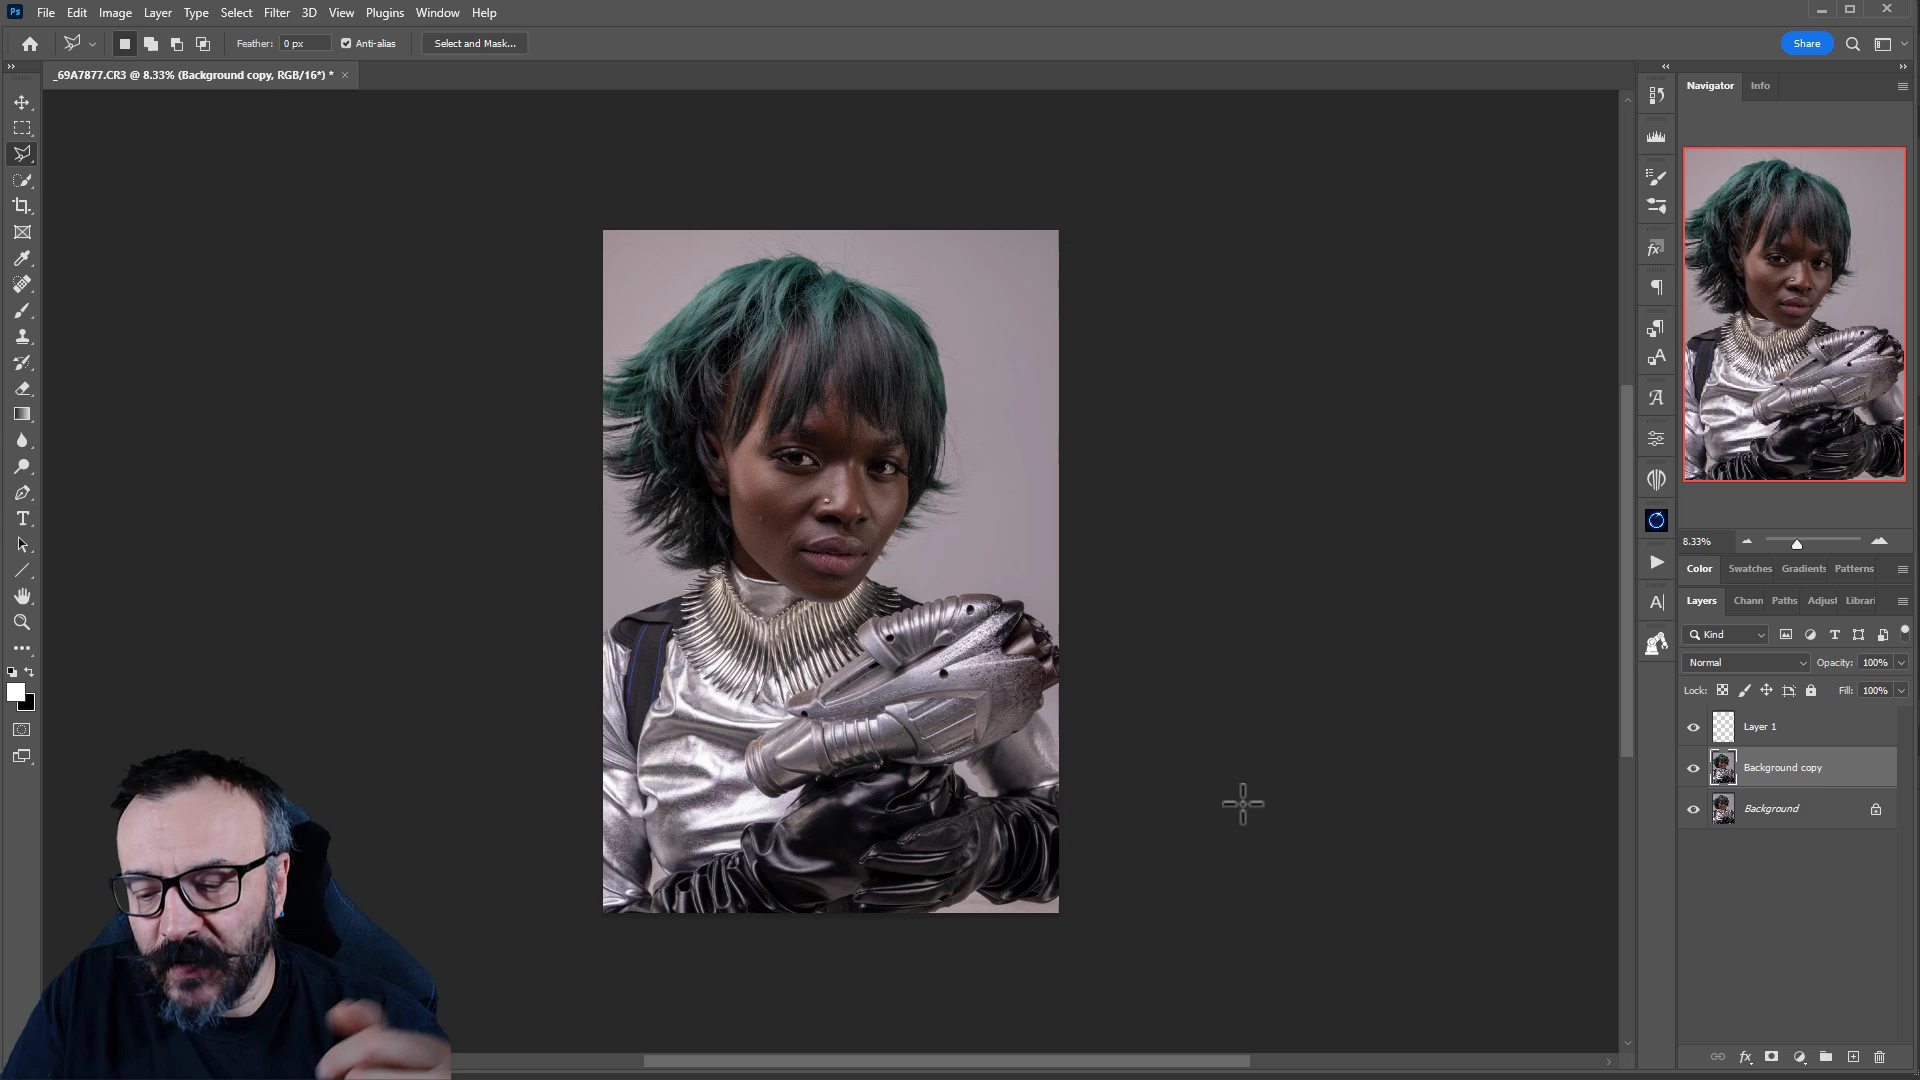 Ps File Edit Image Layer Type Select Filter 3D View Plugins Window Help
Feather: 0 px Anti-alias Select and Mask... Share
_69A7877.CR3 @ 8.33% (Background copy, RGB/16*) * ×
Navigator Info
8.33%
Color Swatches Gradients Patterns
Layers Chann Paths Adjust Librari
Kind
Normal Opacity: 100%
Lock: Fill: 100%
Layer 1
Background copy
Background
fx